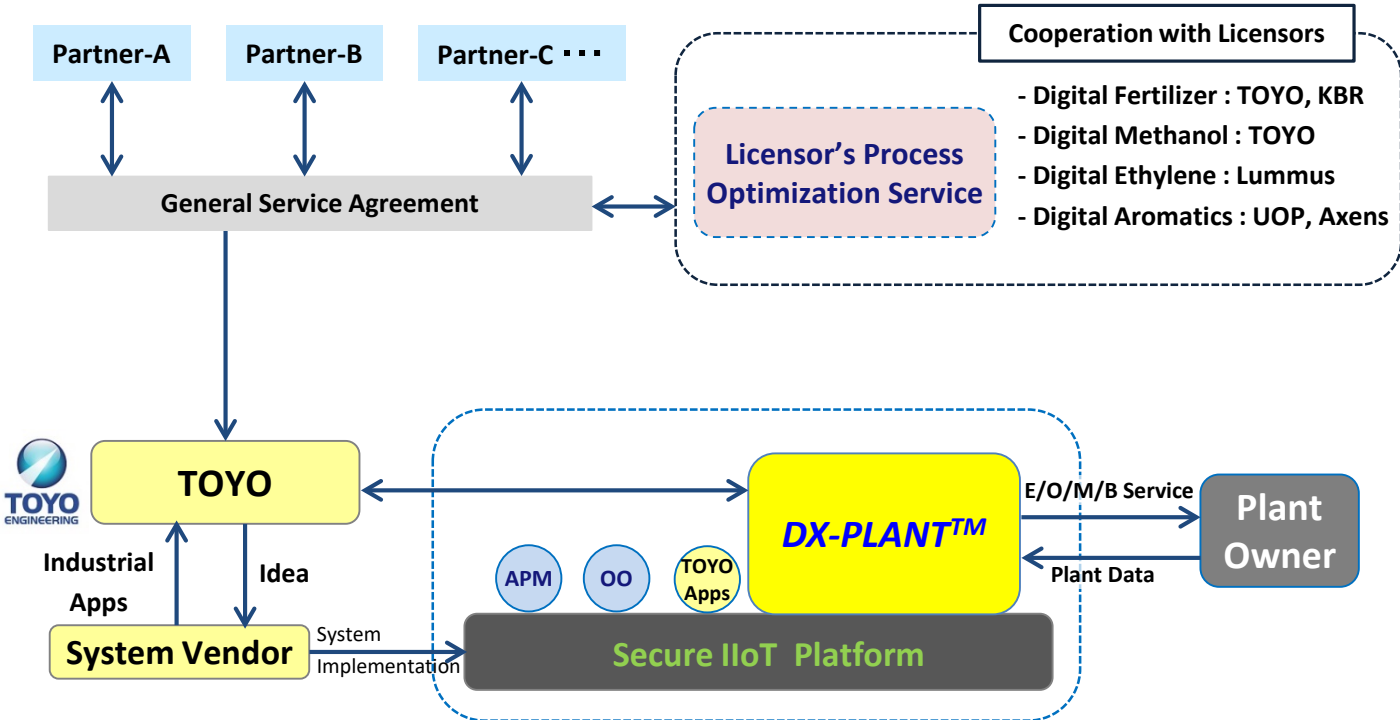 Partner-A
Partner-B
Partner-C ･･･
General Service Agreement
Cooperation with Licensors
Licensor’s Process
Optimization Service
- Digital Fertilizer : TOYO, KBR
- Digital Methanol : TOYO
- Digital Ethylene : Lummus
- Digital Aromatics : UOP, Axens
TOYO
ENGINEERING
TOYO
Industrial
Apps
Idea
System Vendor
System
Implementation
APM
OO
TOYO
Apps
DX-PLANT™
Secure IIoT Platform
E/O/M/B Service
Plant Data
Plant
Owner